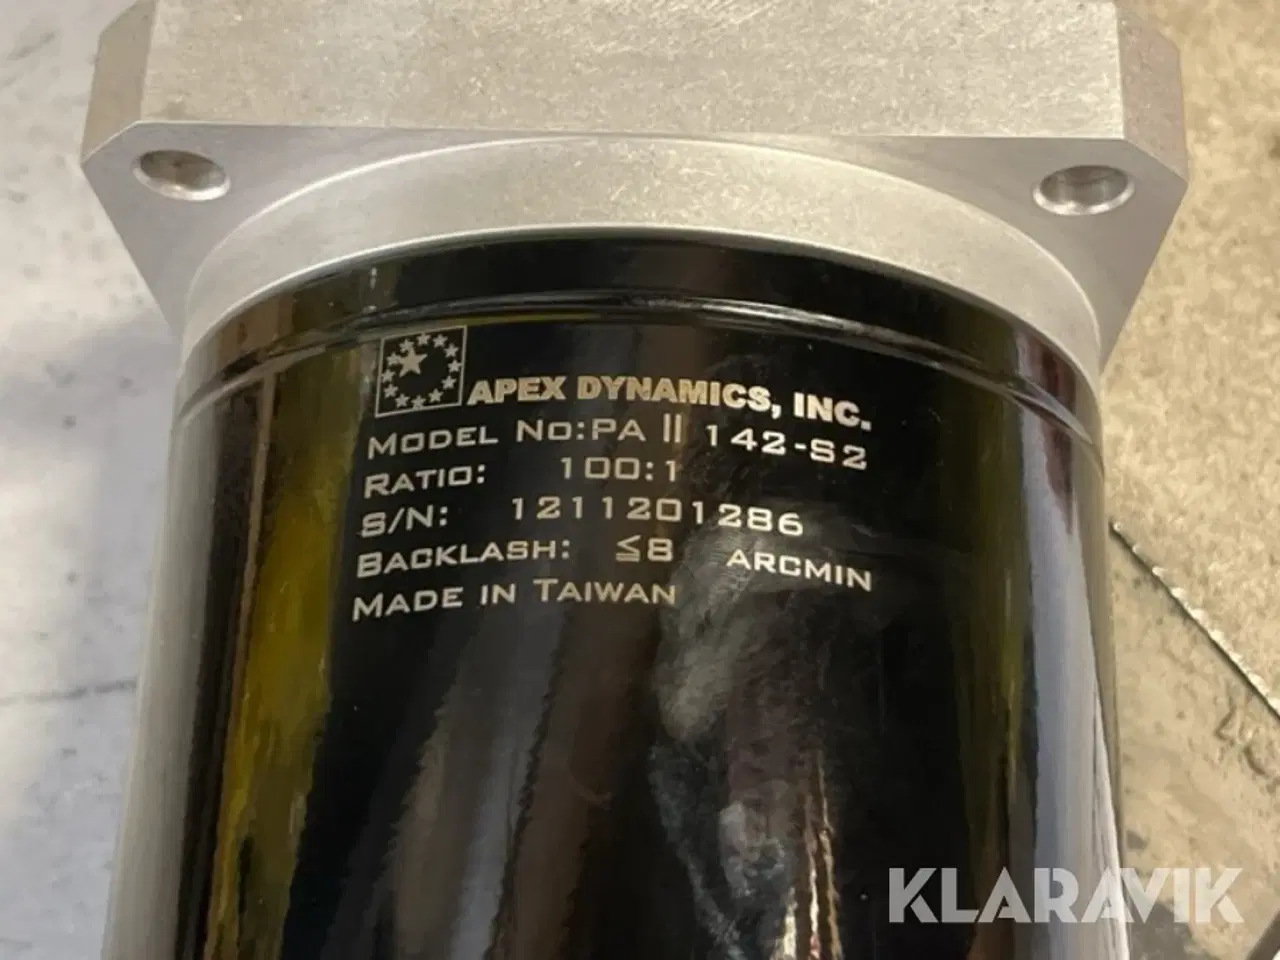 APEX DYNAMICS, INC.
MODEL NO:PA II 142-S2
RATIO: 100:1
S/N: 1211201286
BACKLASH: ≦8 ARCMIN
MADE IN TAIWAN
KLARAVIK